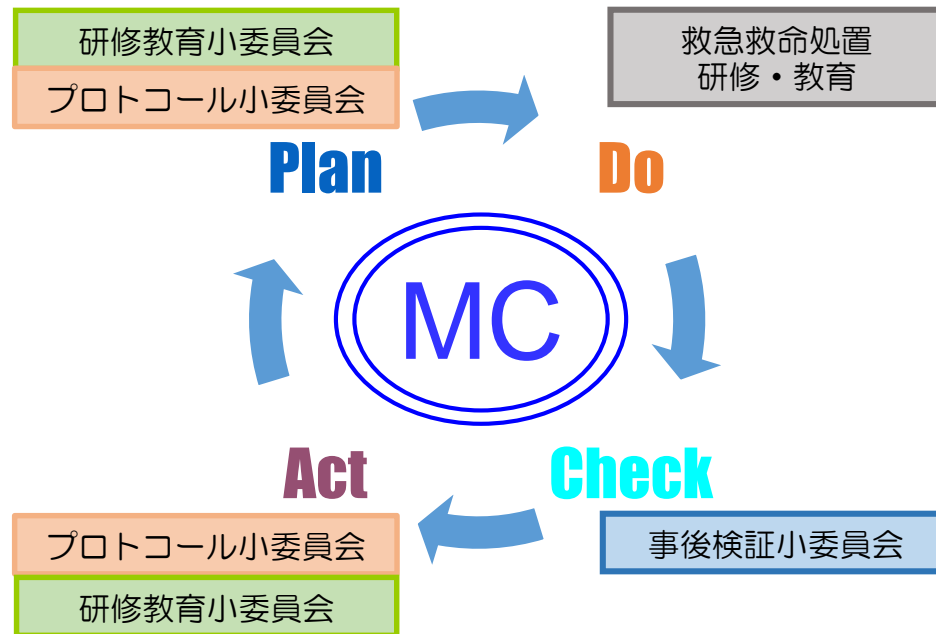 研修教育小委員会
プロトコール小委員会
救急救命処置
研修・教育
Plan
Do
MC
Act
Check
プロトコール小委員会
研修教育小委員会
事後検証小委員会